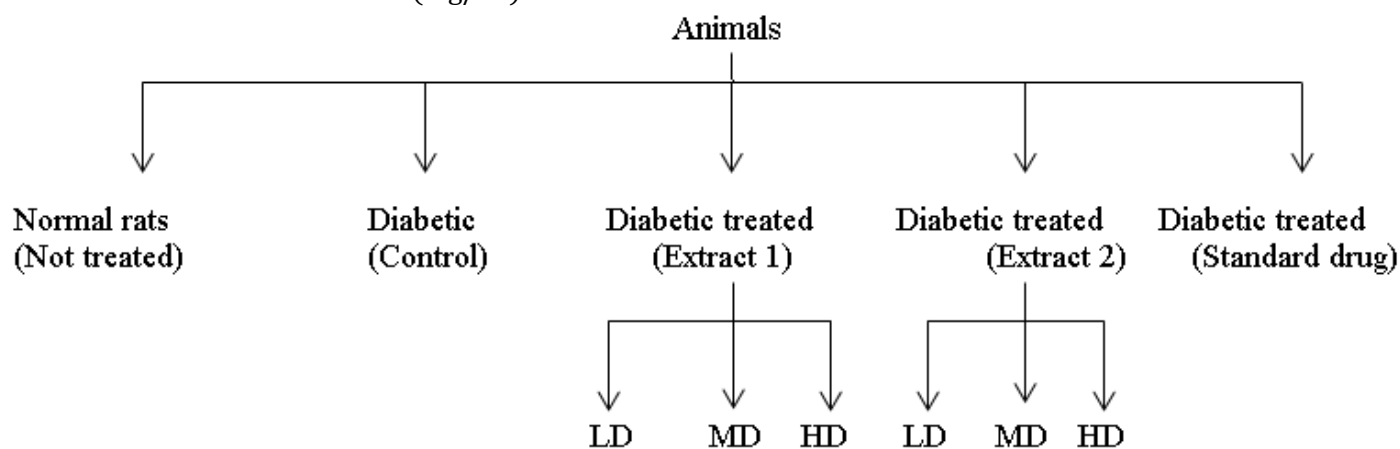 Animals
Normal rats
(Not treated)
Diabetic
(Control)
Diabetic treated
(Extract 1)
Diabetic treated
(Extract 2)
Diabetic treated
(Standard drug)
LD MD HD LD MD HD